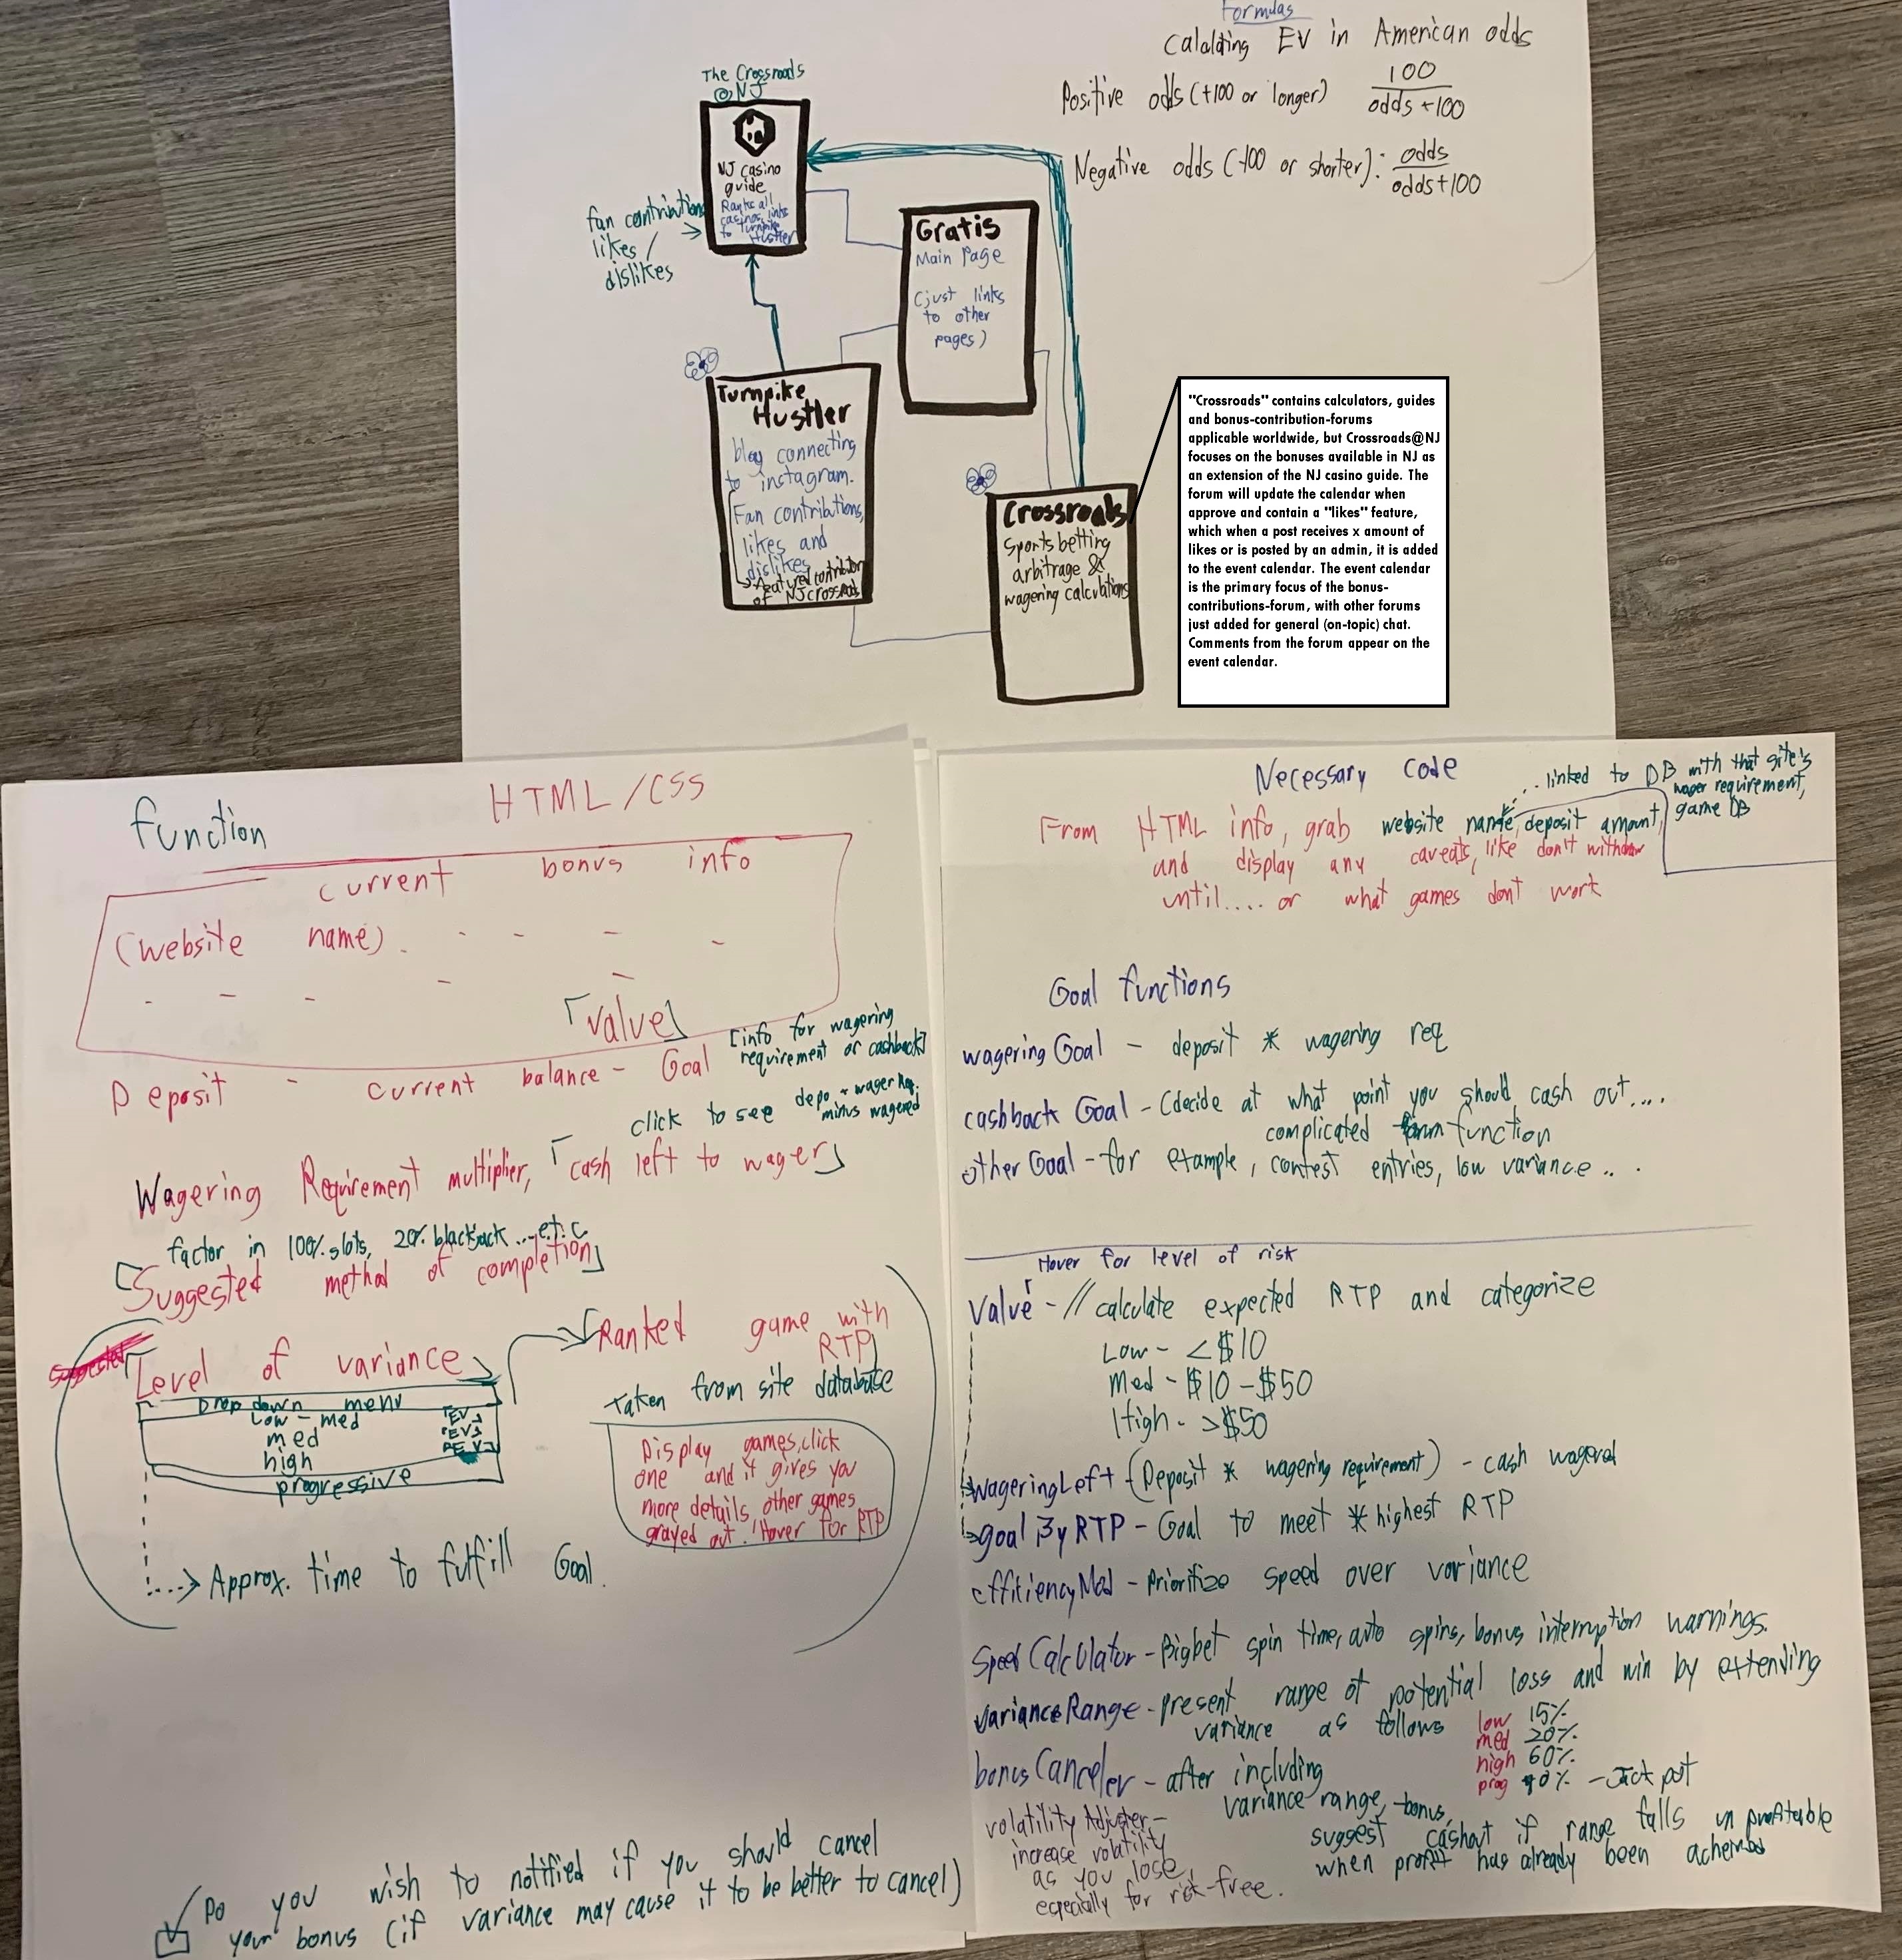 Formulas
Calalding EV in American odds
Positive odds (+100 or longer) 100
odds +100
Negative odds (-100 or shorter): odds
odds+100
The Crossroads
@NJ
NJ casino
guide
Ranks all
casinos, links
to Turnpike
Hustler
fan contributions
likes /
dislikes
Gratis
Main Page
(just links
to other
pages)
Turnpike
Hustler
blog connecting
to instagram.
Fan contributions,
likes and
dislikes
featured contributor
of NJ crossroads
Crossroads
Sports betting
arbitrage &
wagering calculations
"Crossroads" contains calculators, guides
and bonus-contribution-forums
applicable worldwide, but Crossroads@NJ
focuses on the bonuses available in NJ as
an extension of the NJ casino guide. The
forum will update the calendar when
approve and contain a "likes" feature,
which when a post receives x amount of
likes or is posted by an admin, it is added
to the event calendar. The event calendar
is the primary focus of the bonus-
contributions-forum, with other forums
just added for general (on-topic) chat.
Comments from the forum appear on the
event calendar.
function HTML/CSS
current bonus info
(website name).
[value]
[info for wagering
requirement or cashback]
Deposit - current balance - Goal
click to see depo * wager req.
minus wagered
Wagering Requirement multiplier, [cash left to wager]
factor in 100% slots, 20% blackjack ...etc.
[Suggested method of completion]
Suggested
[Level of variance]
Drop down menu
Low - med [EV]
med [EV]
high [EV]
progressive
[Ranked game with
RTP]
Taken from site database
Display games, click
one and it gives you
more details, other games
grayed out. Hover for RTP
Approx. time to fulfill Goal.
Do you wish to notified if you should cancel
your bonus (if variance may cause it to be better to cancel)
Necessary code
... linked to DB with that site's
wager requirement,
game DB
From HTML info, grab website name, deposit amount,
and display any caveats, like don't withdraw
until.... or what games dont work
Goal functions
wagering Goal - deposit * wagering req
cashback Goal - (decide at what point you should cash out....
complicated function
other Goal - for example, contest entries, low variance...
Hover for level of risk
Value - // calculate expected RTP and categorize
Low - <$10
Med - $10 - $50
High - >$50
wageringLeft - (Deposit * wagering requirement) - cash wagered
goal By RTP - Goal to meet * highest RTP
efficiencyMod - Prioritize speed over variance
Speed Calculator - Bigbet spin time, auto spins, bonus interruption warnings.
varianceRange - present range of potential loss and win by extending
variance as follows
low 15%
med 20%
high 60%
prog 90% - Jackpot
bonusCanceler - after including
variance range, bonus,
suggest cashout if range falls unprofitable
when profit has already been acheived
volatility Adjuster -
increase volatility
as you lose,
especially for risk-free.